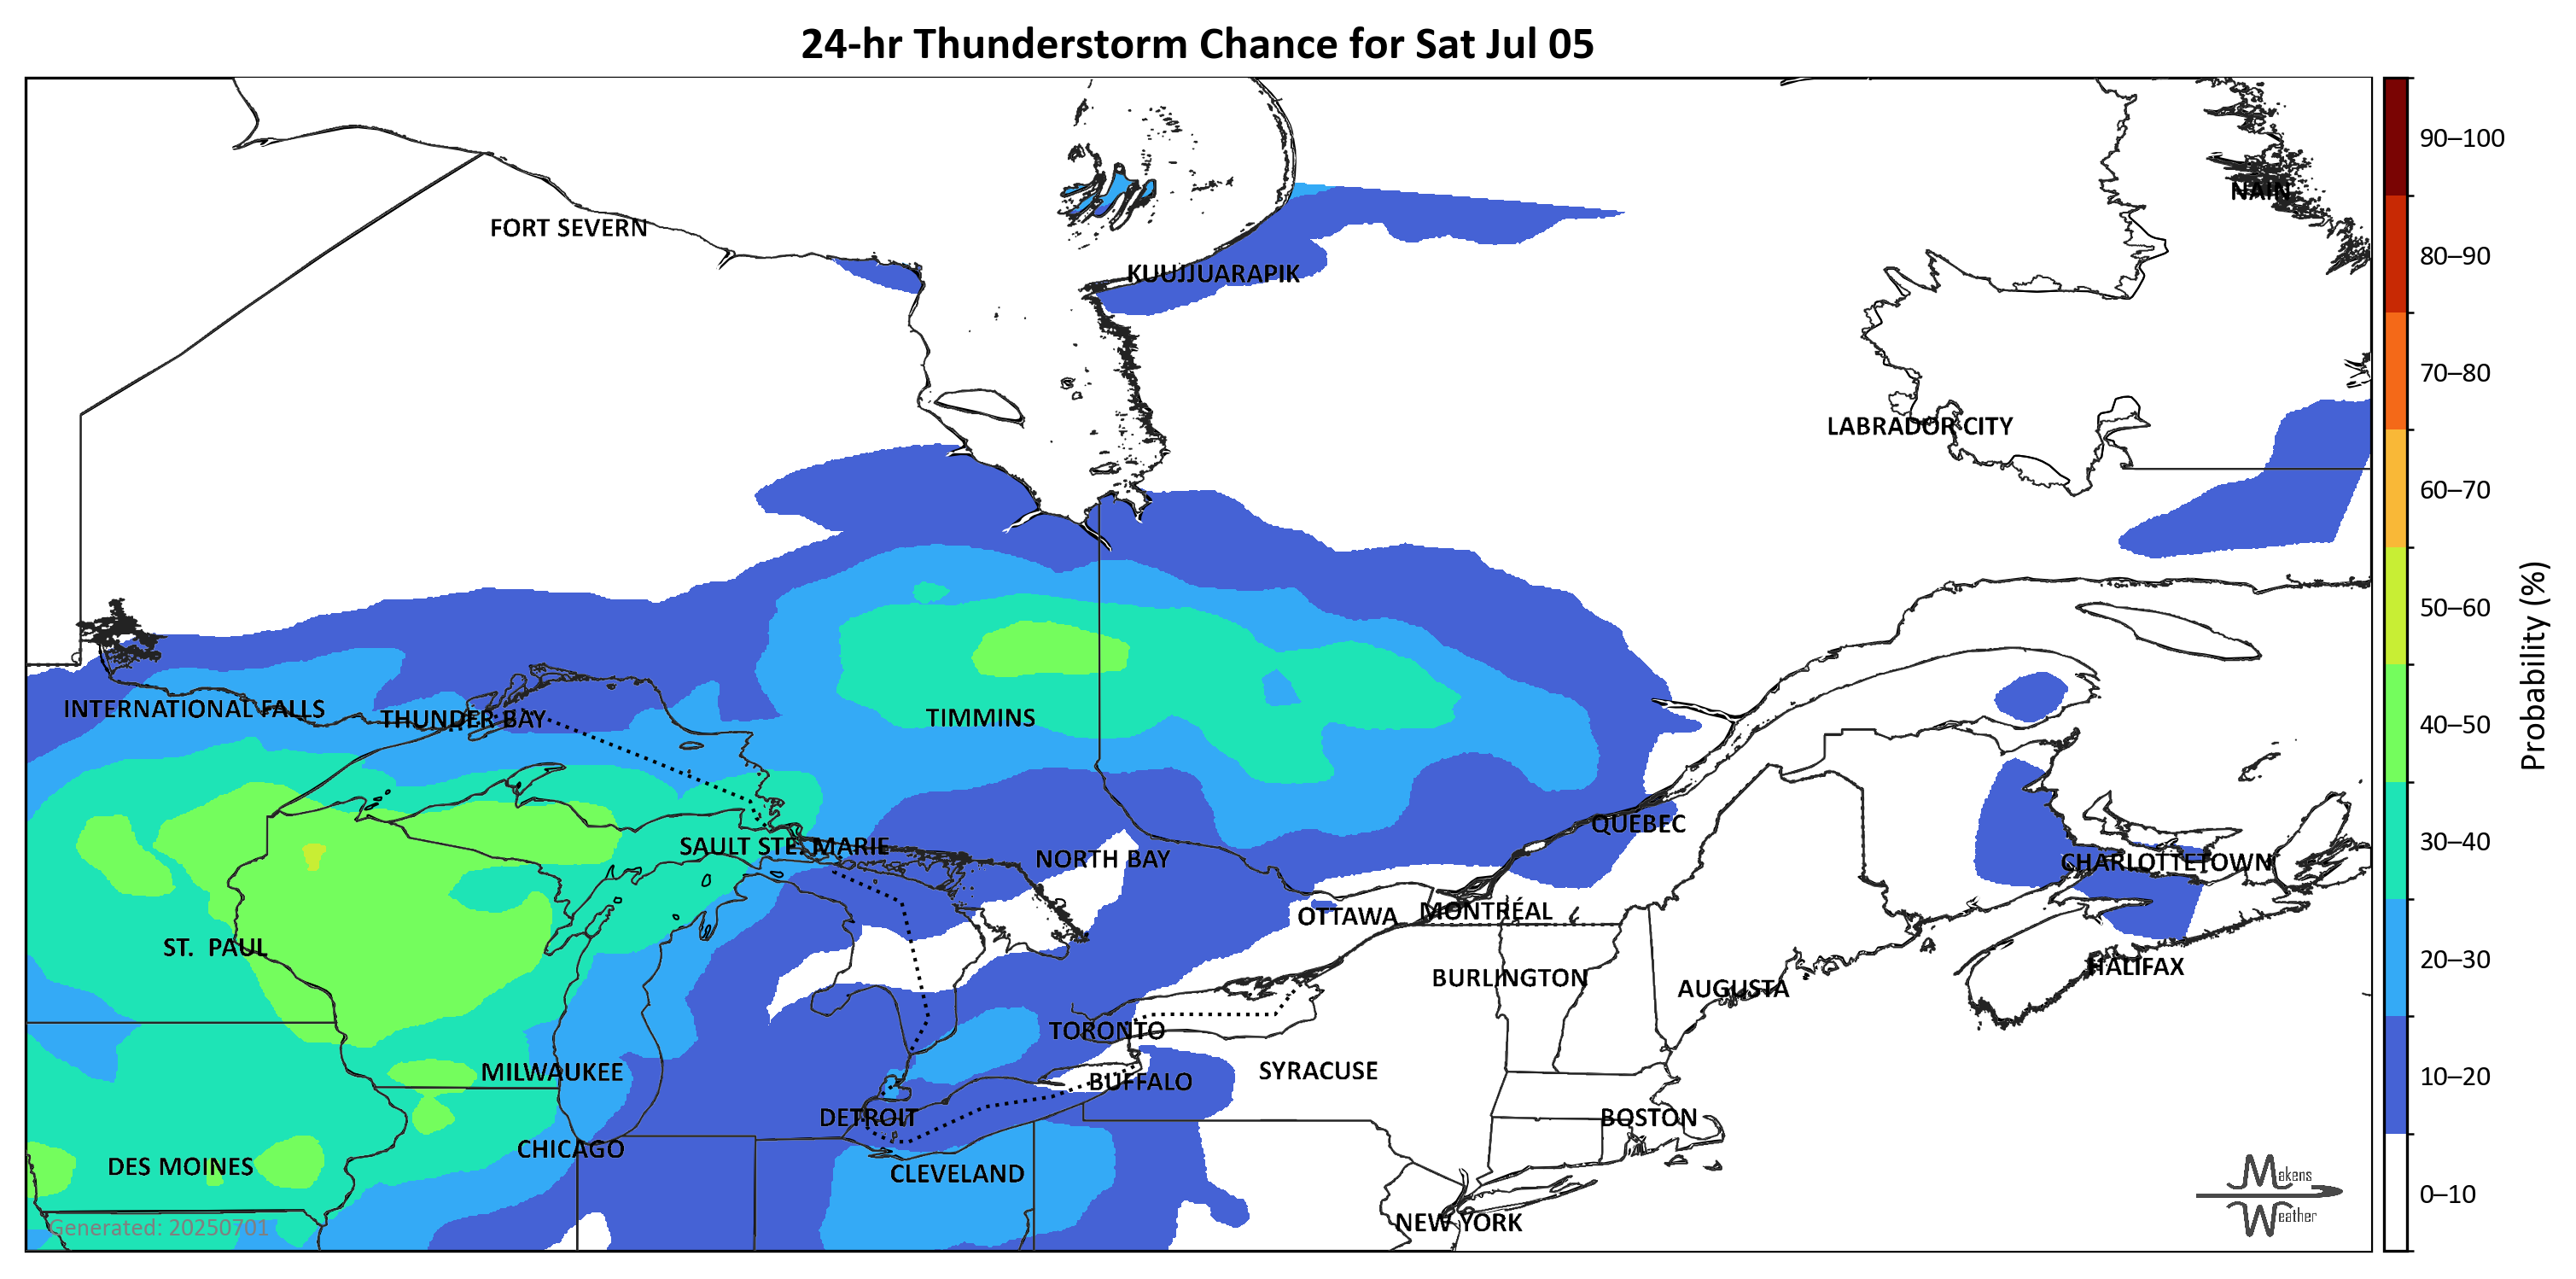 24-hr Thunderstorm Chance for Sat Jul 05
90–100
NAIN
FORT SEVERN
80–90
KUUJJUARAPIK
70–80
LABRADOR CITY
60–70
50–60
INTERNATIONAL FALLS
THUNDER BAY
TIMMINS
40–50
Probability (%)
QUEBEC
SAULT STE. MARIE
NORTH BAY
CHARLOTTETOWN
30–40
OTTAWA
MONTRÉAL
ST. PAUL
HALIFAX
20–30
BURLINGTON
AUGUSTA
TORONTO
MILWAUKEE
SYRACUSE
BUFFALO
10–20
DETROIT
BOSTON
CHICAGO
DES MOINES
CLEVELAND
Makens
Weather
0–10
NEW YORK
Generated: 20250701